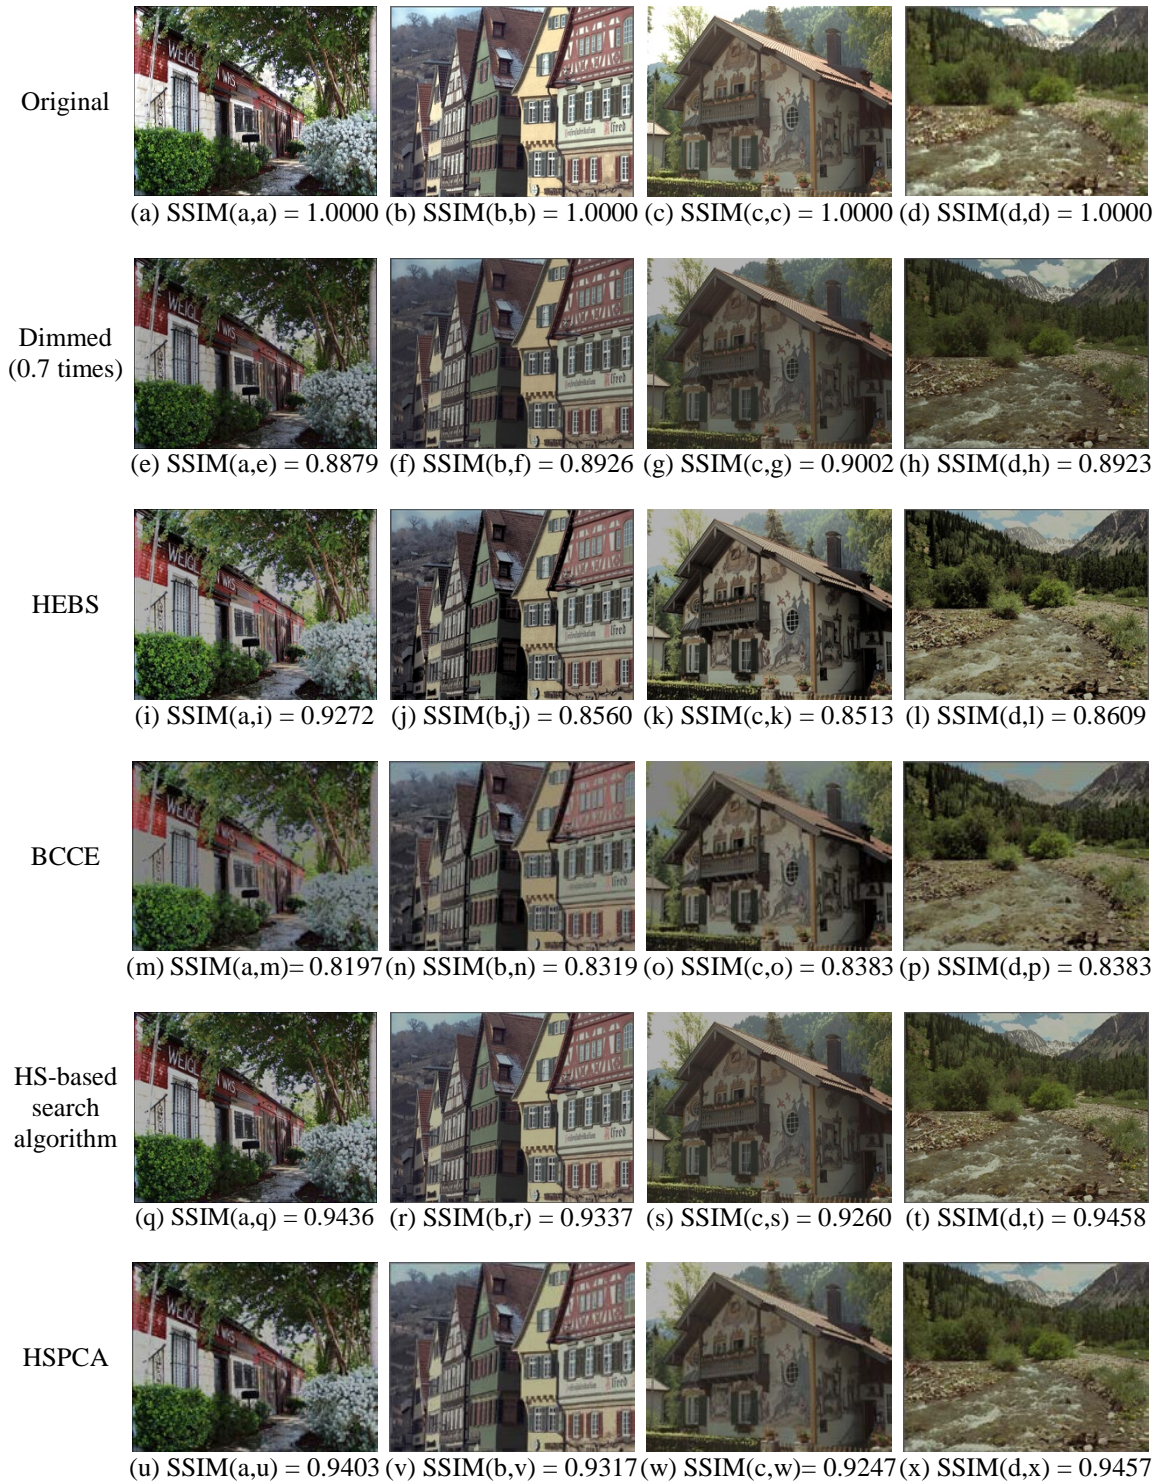 Original
(a) SSIM(a,a) = 1.0000 (b) SSIM(b,b) = 1.0000 (c) SSIM(c,c) = 1.0000 (d) SSIM(d,d) = 1.0000
Dimmed
(0.7 times)
(e) SSIM(a,e) = 0.8879 (f) SSIM(b,f) = 0.8926 (g) SSIM(c,g) = 0.9002 (h) SSIM(d,h) = 0.8923
HEBS
(i) SSIM(a,i) = 0.9272 (j) SSIM(b,j) = 0.8560 (k) SSIM(c,k) = 0.8513 (l) SSIM(d,l) = 0.8609
BCCE
(m) SSIM(a,m)= 0.8197 (n) SSIM(b,n) = 0.8319 (o) SSIM(c,o) = 0.8383 (p) SSIM(d,p) = 0.8383
HS-based
search
algorithm
(q) SSIM(a,q) = 0.9436 (r) SSIM(b,r) = 0.9337 (s) SSIM(c,s) = 0.9260 (t) SSIM(d,t) = 0.9458
HSPCA
(u) SSIM(a,u) = 0.9403 (v) SSIM(b,v) = 0.9317 (w) SSIM(c,w)= 0.9247 (x) SSIM(d,x) = 0.9457